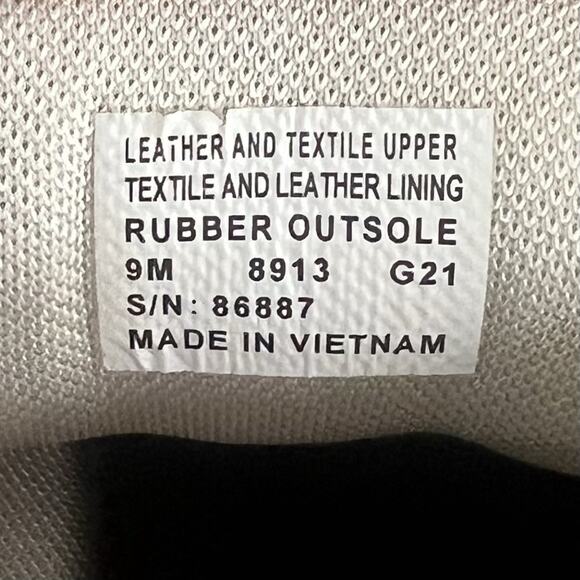 LEATHER AND TEXTILE UPPER
TEXTILE AND LEATHER LINING
RUBBER OUTSOLE
9M 8913 G21
S/N: 86887
MADE IN VIETNAM